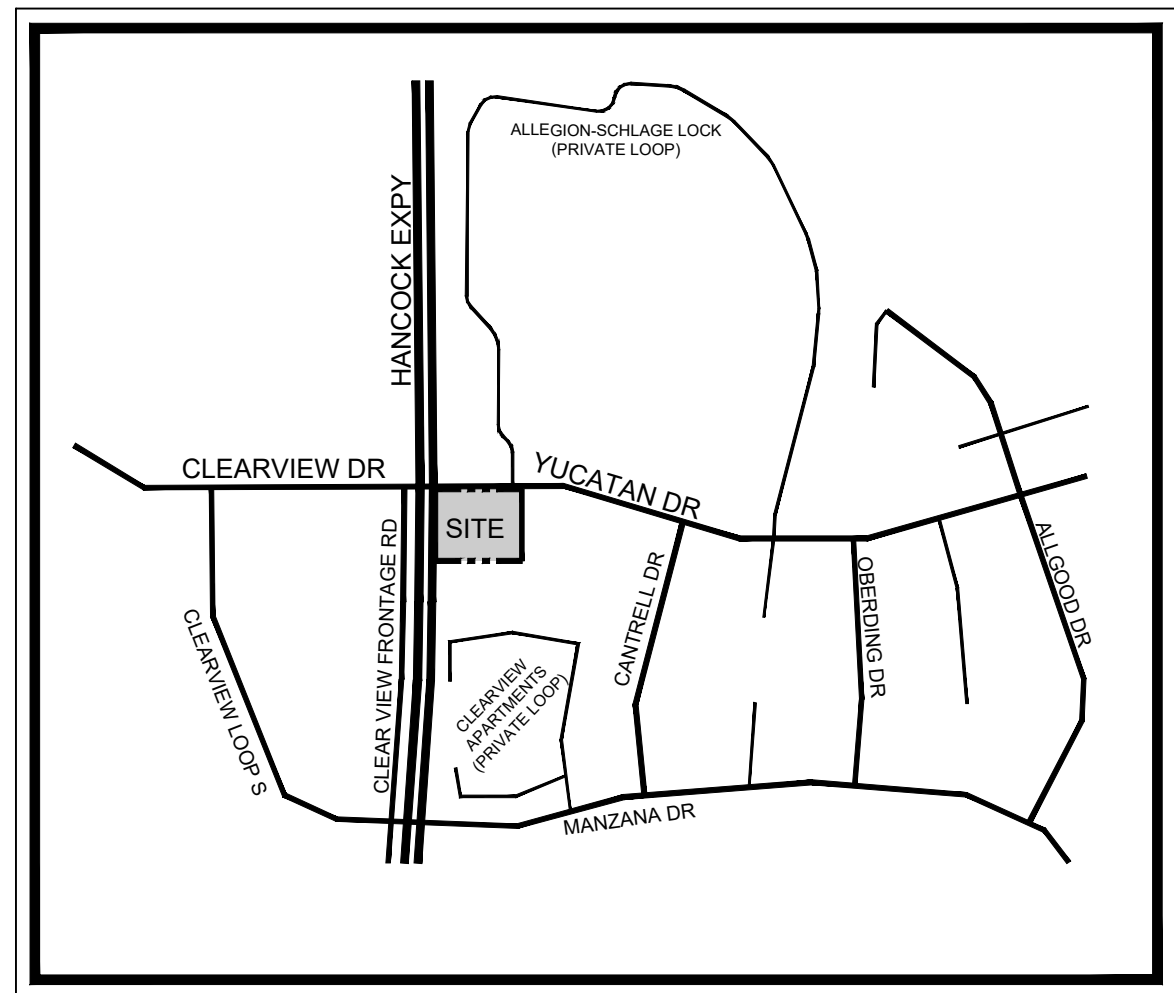 ALLEGION-SCHLAGE LOCK
(PRIVATE LOOP)
HANCOCK EXPY
CLEARVIEW DR
YUCATAN DR
SITE
CLEAR VIEW FRONTAGE RD
CLEARVIEW LOOP S
CANTRELL DR
OBERDING DR
ALLGOOD DR
CLEARVIEW
APARTMENTS
(PRIVATE LOOP)
MANZANA DR